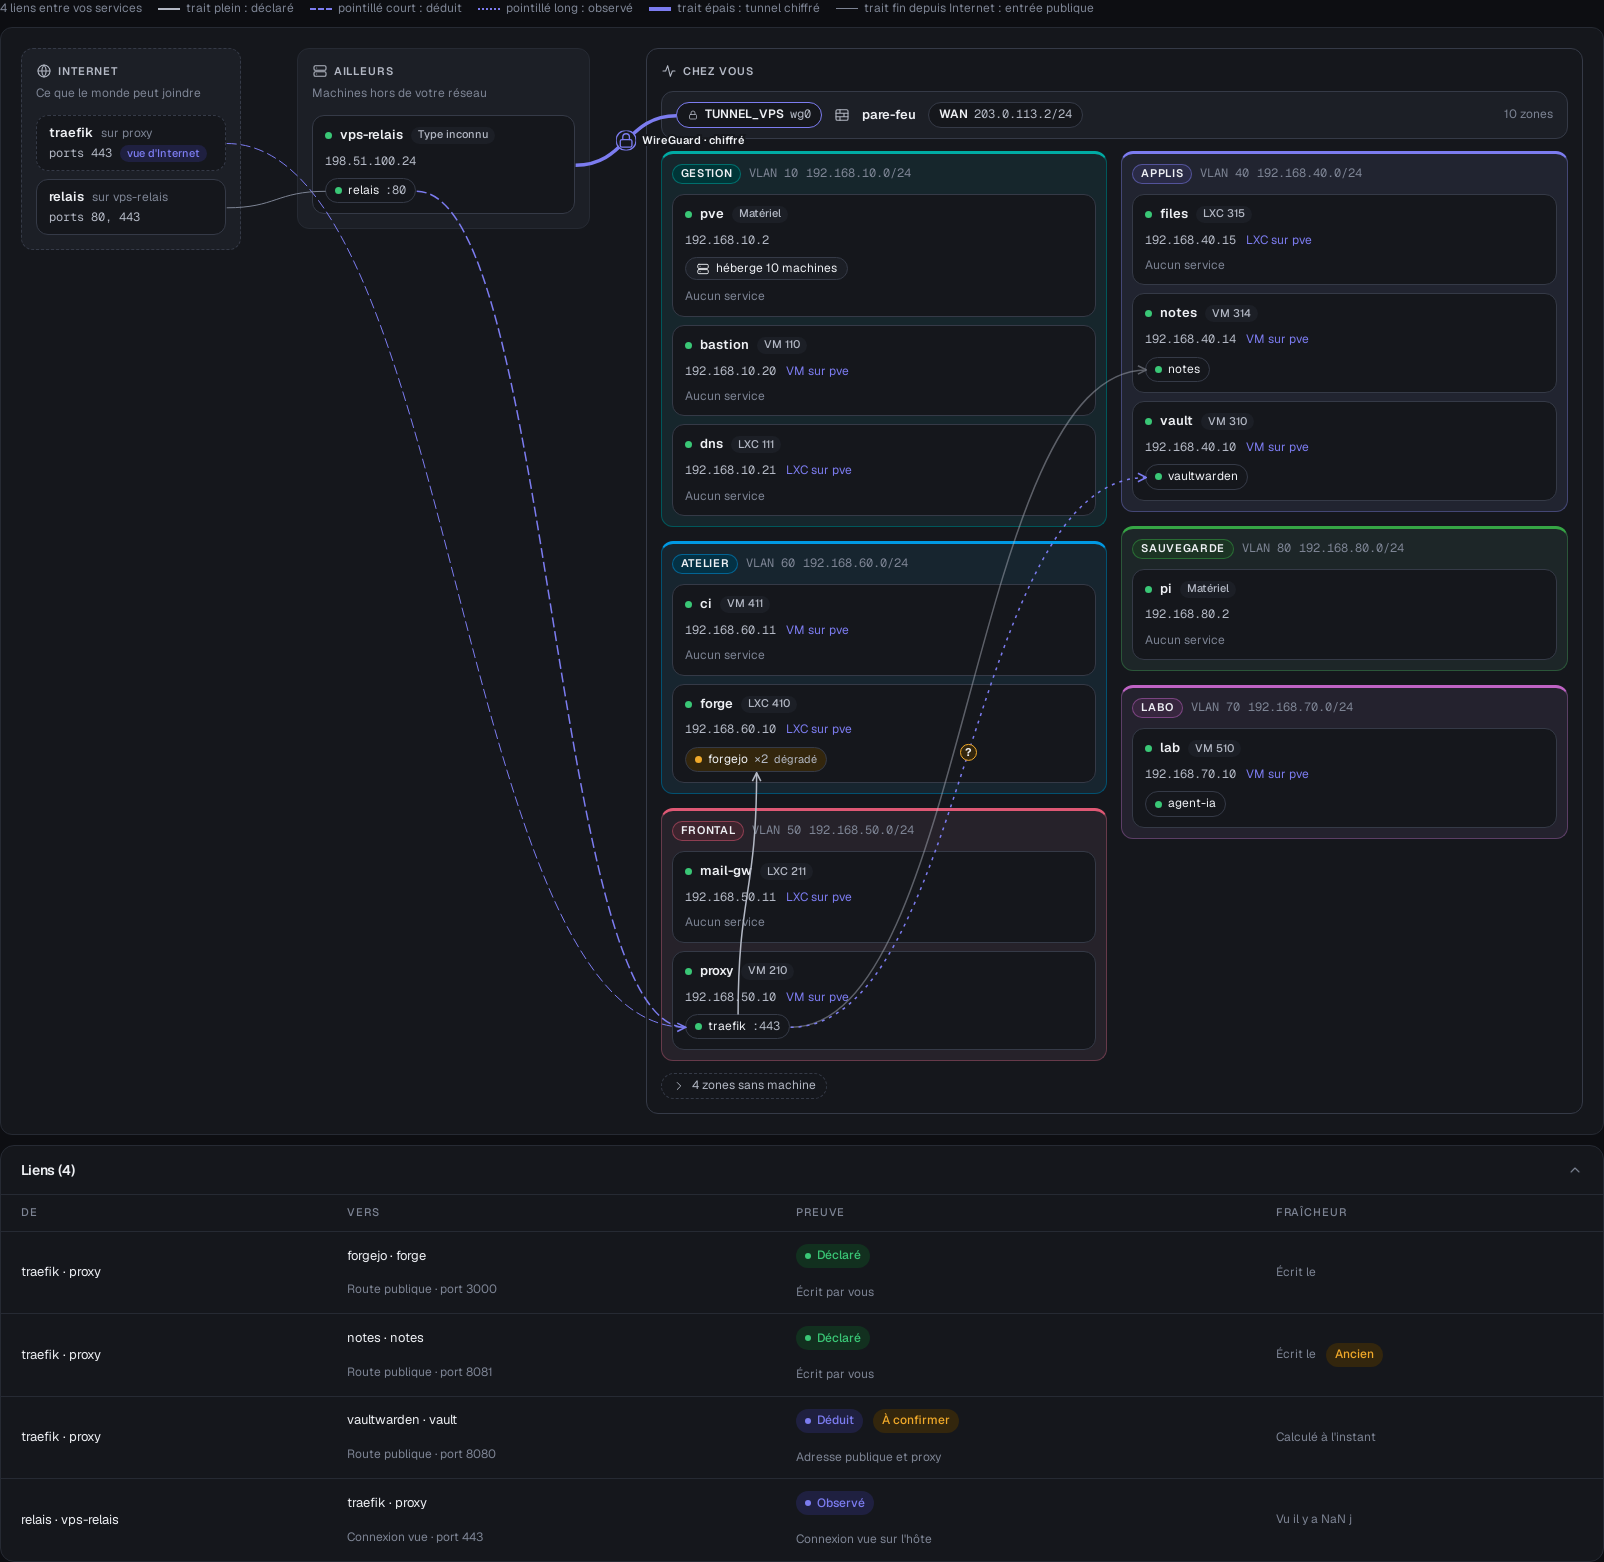 4 liens entre vos services
trait plein : déclaré
pointillé court : déduit
pointillé long : observé
trait épais : tunnel chiffré
trait fin depuis Internet : entrée publique
INTERNET
Ce que le monde peut joindre
traefik sur proxy
ports 443 vue d'Internet
relais sur vps-relais
ports 80, 443
AILLEURS
Machines hors de votre réseau
vps-relais Type inconnu
198.51.100.24
relais :80
WireGuard · chiffré
CHEZ VOUS
TUNNEL_VPS wg0
pare-feu
WAN 203.0.113.2/24
10 zones
GESTION VLAN 10 192.168.10.0/24
pve Matériel
192.168.10.2
héberge 10 machines
Aucun service
bastion VM 110
192.168.10.20 VM sur pve
Aucun service
dns LXC 111
192.168.10.21 LXC sur pve
Aucun service
ATELIER VLAN 60 192.168.60.0/24
ci VM 411
192.168.60.11 VM sur pve
Aucun service
forge LXC 410
192.168.60.10 LXC sur pve
forgejo ×2 dégradé
FRONTAL VLAN 50 192.168.50.0/24
mail-gw LXC 211
192.168.50.11 LXC sur pve
Aucun service
proxy VM 210
192.168.50.10 VM sur pve
traefik :443
4 zones sans machine
APPLIS VLAN 40 192.168.40.0/24
files LXC 315
192.168.40.15 LXC sur pve
Aucun service
notes VM 314
192.168.40.14 VM sur pve
notes
vault VM 310
192.168.40.10 VM sur pve
vaultwarden
SAUVEGARDE VLAN 80 192.168.80.0/24
pi Matériel
192.168.80.2
Aucun service
LABO VLAN 70 192.168.70.0/24
lab VM 510
192.168.70.10 VM sur pve
agent-ia
?
Liens (4)
DE VERS PREUVE FRAÎCHEUR
traefik · proxy
forgejo · forge
Route publique · port 3000
Déclaré
Écrit par vous
Écrit le
traefik · proxy
notes · notes
Route publique · port 8081
Déclaré
Écrit par vous
Écrit le Ancien
traefik · proxy
vaultwarden · vault
Route publique · port 8080
Déduit À confirmer
Adresse publique et proxy
Calculé à l'instant
relais · vps-relais
traefik · proxy
Connexion vue · port 443
Observé
Connexion vue sur l'hôte
Vu il y a NaN j